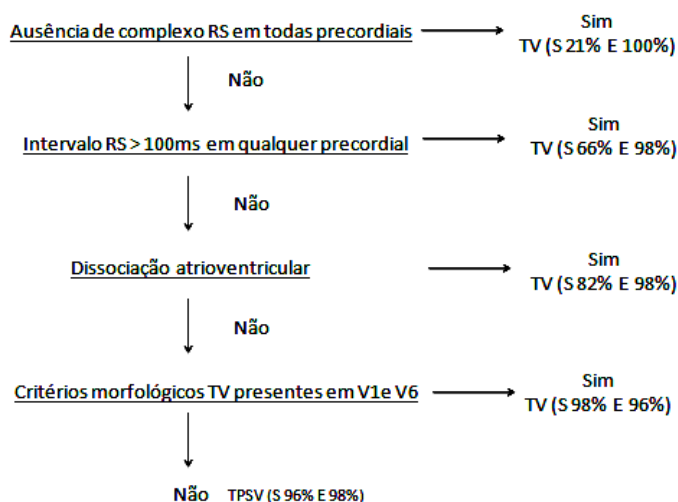 Ausência de complexo RS em todas precordiais
Sim
TV (S 21% E 100%)
Não
Intervalo RS > 100ms em qualquer precordial
Sim
TV (S 66% E 98%)
Não
Dissociação atrioventricular
Sim
TV (S 82% E 98%)
Não
Critérios morfológicos TV presentes em V1e V6
Sim
TV (S 98% E 96%)
Não TPSV (S 96% E 98%)